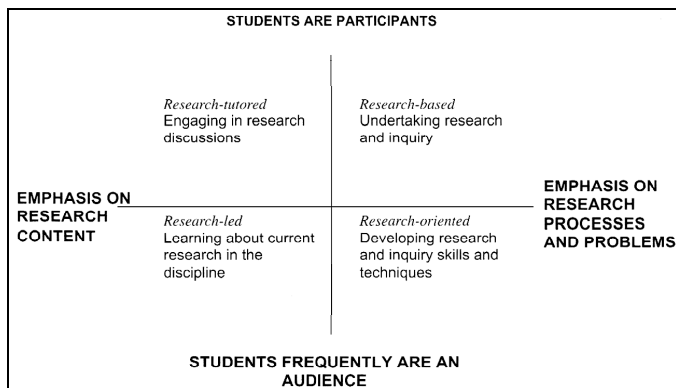 STUDENTS ARE PARTICIPANTS
Research-tutored
Engaging in research
discussions
Research-based
Undertaking research
and inquiry
EMPHASIS ON
RESEARCH
CONTENT
EMPHASIS ON
RESEARCH
PROCESSES
AND PROBLEMS
Research-led
Learning about current
research in the
discipline
Research-oriented
Developing research
and inquiry skills and
techniques
STUDENTS FREQUENTLY ARE AN
AUDIENCE